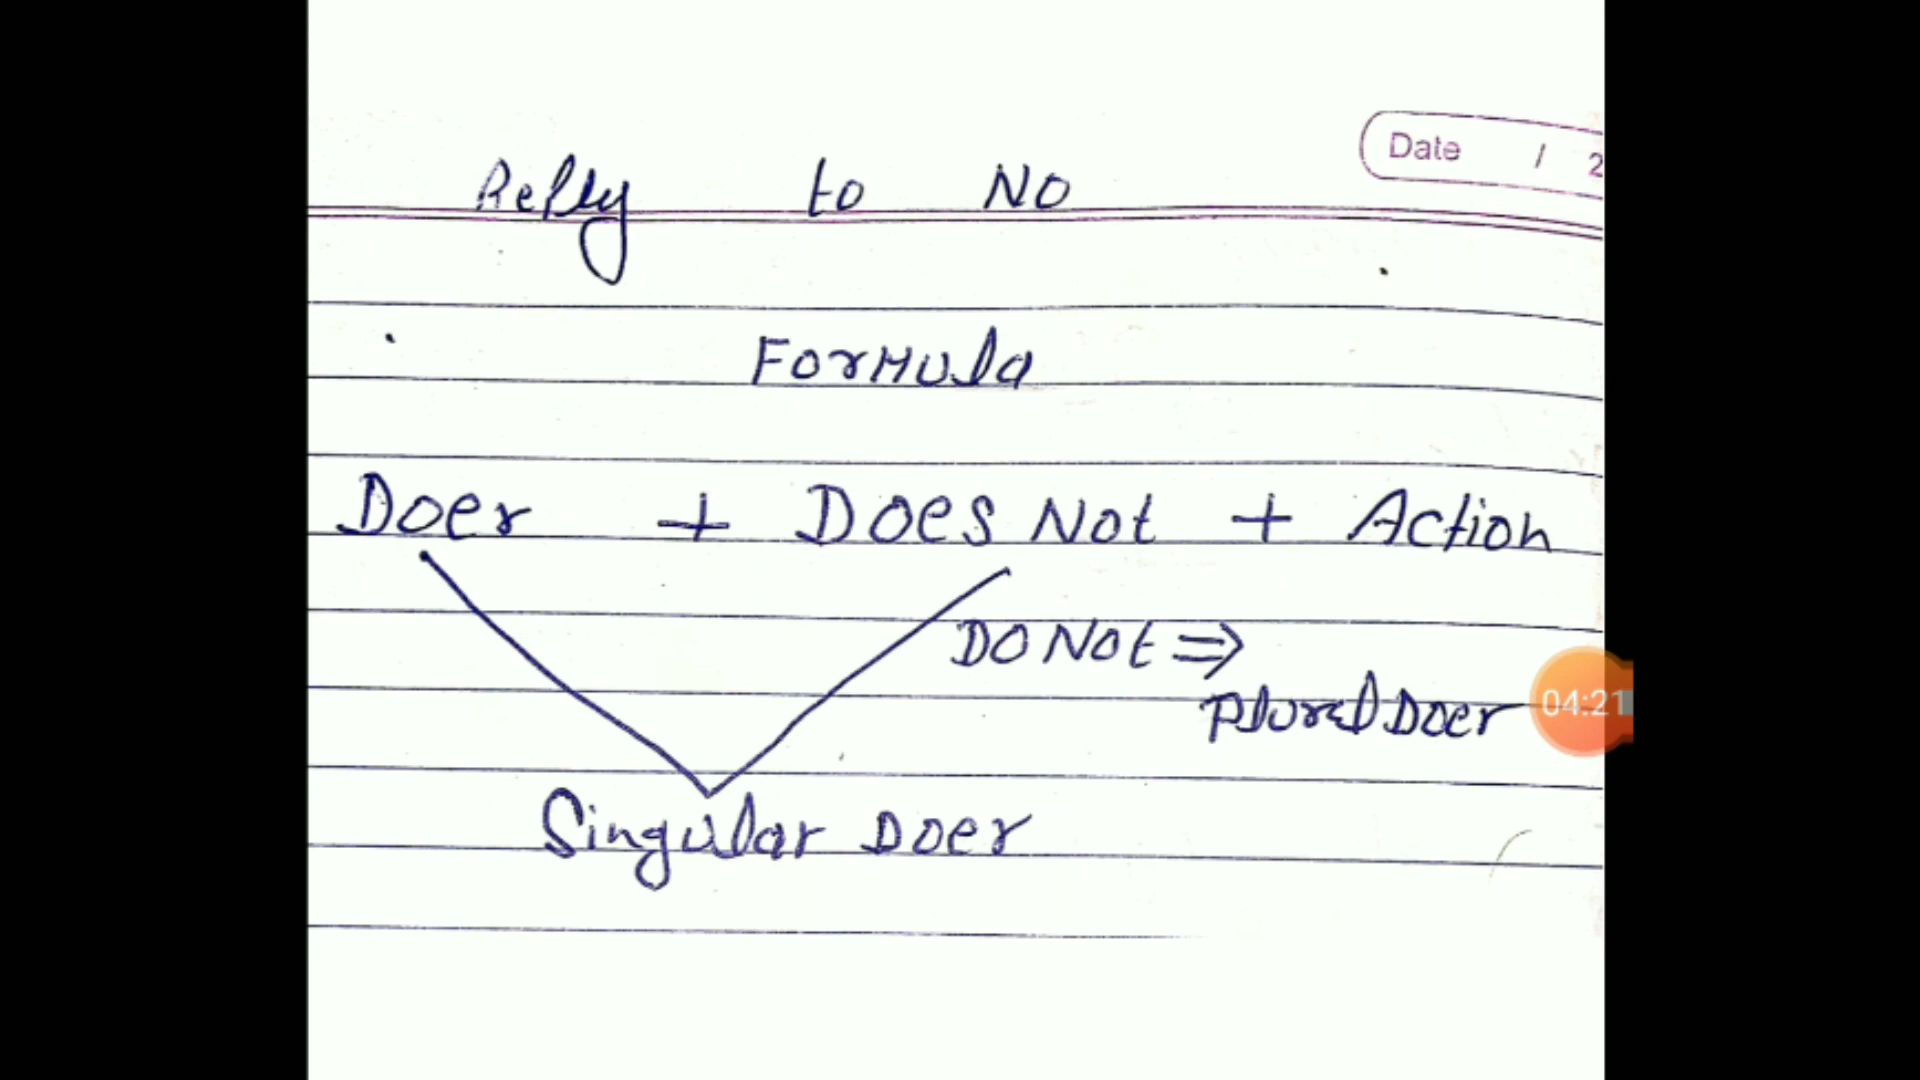 Date / 2
Reply to NO
Formula
Doer + Does Not + Action
DO NOt ⇒
Plural Doer
04:21
Singular Doer